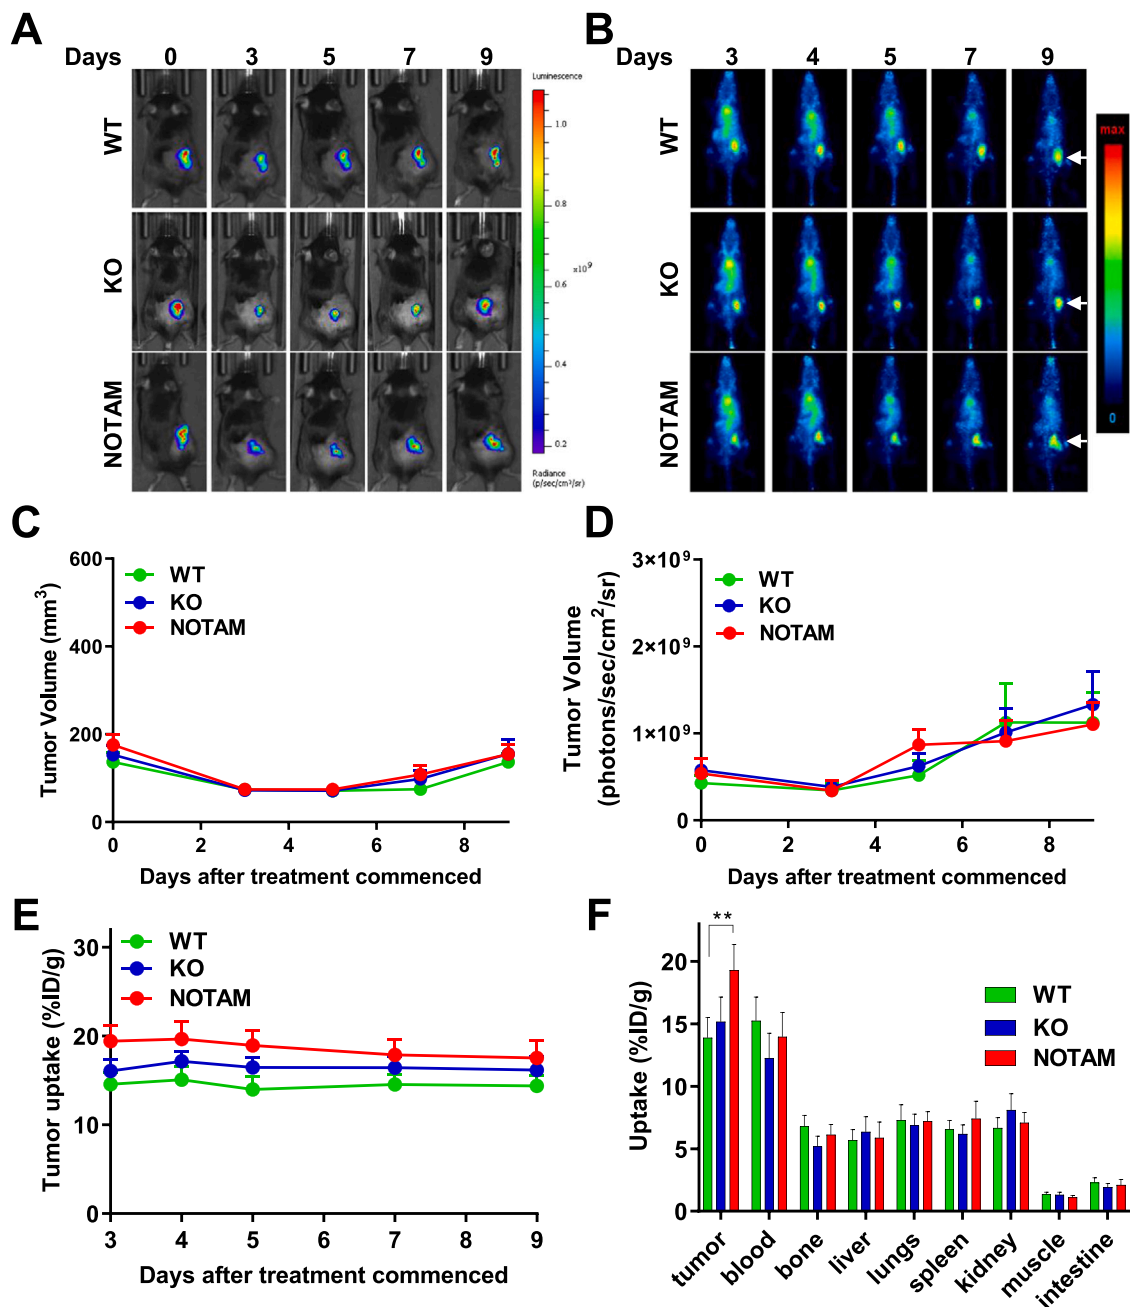 A
Days 0 3 5 7 9
WT
KO
NOTAM
Luminescence
1.0
0.8
x10⁹
0.6
0.4
0.2
Radiance
(p/sec/cm²/sr)
B
Days 3 4 5 7 9
WT
KO
NOTAM
max
0
C
600
400
200
0
Tumor Volume (mm³)
WT
KO
NOTAM
0 2 4 6 8
Days after treatment commenced
D
3×10⁹
2×10⁹
1×10⁹
0
Tumor Volume
(photons/sec/cm²/sr)
WT
KO
NOTAM
0 2 4 6 8
Days after treatment commenced
E
30
20
10
0
Tumor uptake (%ID/g)
WT
KO
NOTAM
3 4 5 6 7 8 9
Days after treatment commenced
F
**
20
15
10
5
0
Uptake (%ID/g)
WT
KO
NOTAM
tumor
blood
bone
liver
lungs
spleen
kidney
muscle
intestine